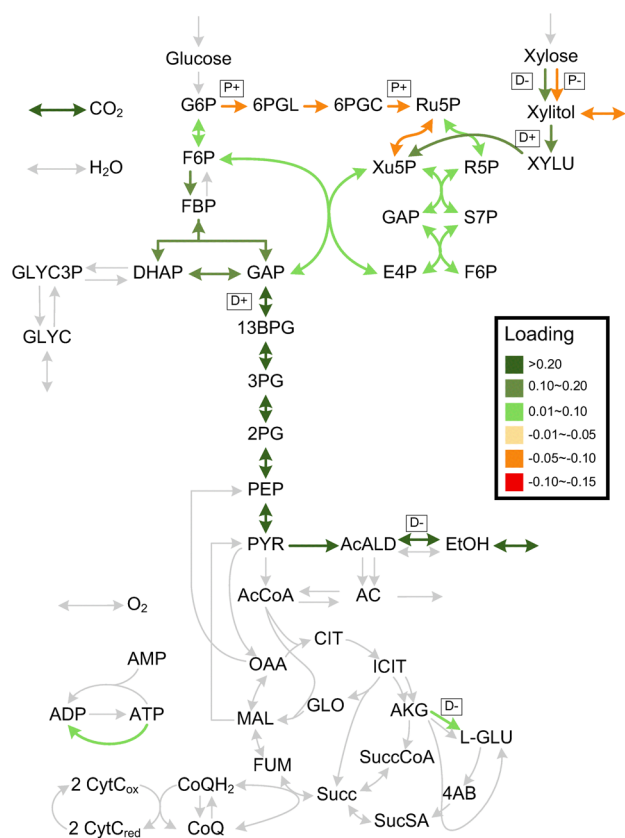 Glucose
Xylose
P+
P+
D-
P-
CO2
G6P
6PGL
6PGC
Ru5P
Xylitol
D+
H2O
F6P
Xu5P
R5P
XYLU
FBP
GAP
S7P
GLYC3P
DHAP
GAP
E4P
F6P
D+
GLYC
13BPG
Loading
>0.20
3PG
0.10~0.20
0.01~0.10
2PG
-0.01~-0.05
-0.05~-0.10
PEP
-0.10~-0.15
D-
PYR
AcALD
EtOH
O2
AcCoA
AC
CIT
AMP
OAA
ICIT
ADP
ATP
MAL
GLO
AKG
D-
L-GLU
FUM
SuccCoA
2 CytCox
CoQH2
Succ
4AB
2 CytCred
CoQ
SucSA